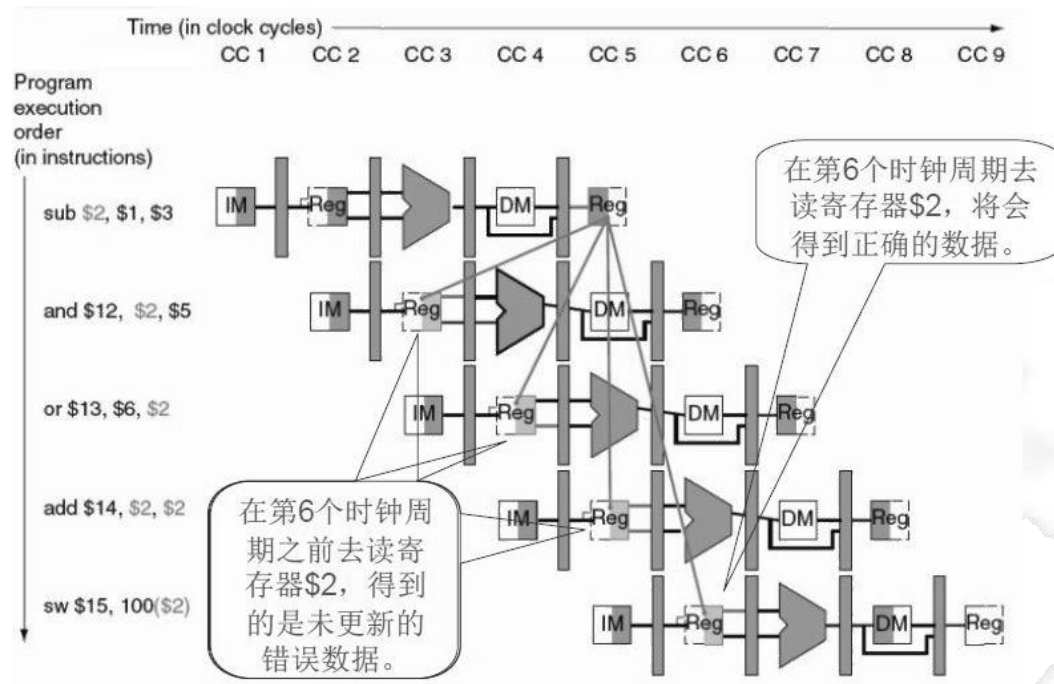 Time (in clock cycles)
CC 1 CC 2 CC 3 CC 4 CC 5 CC 6 CC 7 CC 8 CC 9
Program
execution
order
(in instructions)
在第6个时钟周期去
读寄存器$2，将会
得到正确的数据。
sub $2, $1, $3
IM Reg DM Reg
and $12, $2, $5
IM Reg DM Reg
or $13, $6, $2
IM Reg DM Reg
add $14, $2, $2
IM Reg DM Reg
在第6个时钟周
期之前去读寄
存器$2，得到
的是未更新的
错误数据。
sw $15, 100($2)
IM Reg DM Reg